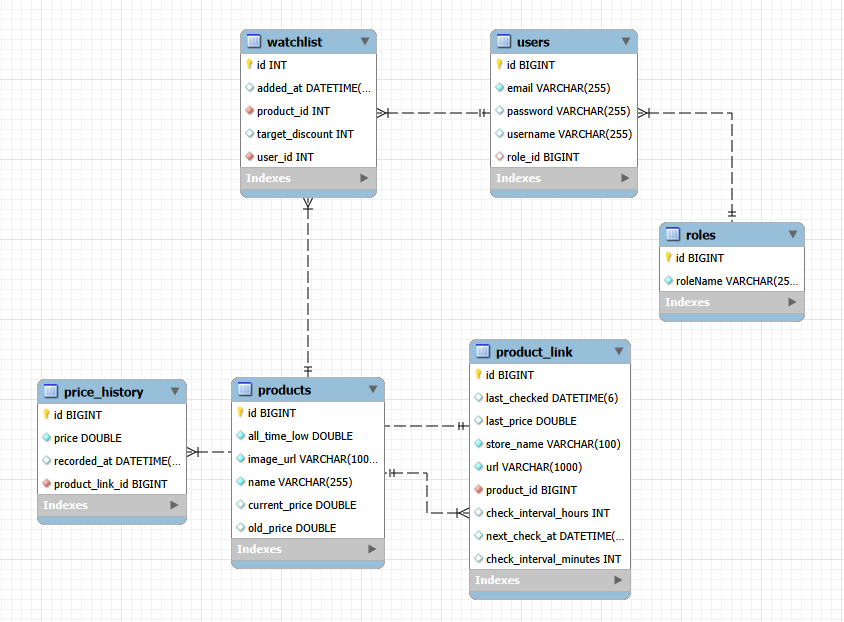 watchlist
id INT
added_at DATETIME(...
product_id INT
target_discount INT
user_id INT
Indexes
users
id BIGINT
email VARCHAR(255)
password VARCHAR(255)
username VARCHAR(255)
role_id BIGINT
Indexes
roles
id BIGINT
roleName VARCHAR(25...
Indexes
price_history
id BIGINT
price DOUBLE
recorded_at DATETIME(...
product_link_id BIGINT
Indexes
products
id BIGINT
all_time_low DOUBLE
image_url VARCHAR(100...
name VARCHAR(255)
current_price DOUBLE
old_price DOUBLE
Indexes
product_link
id BIGINT
last_checked DATETIME(6)
last_price DOUBLE
store_name VARCHAR(100)
url VARCHAR(1000)
product_id BIGINT
check_interval_hours INT
next_check_at DATETIME(...
check_interval_minutes INT
Indexes